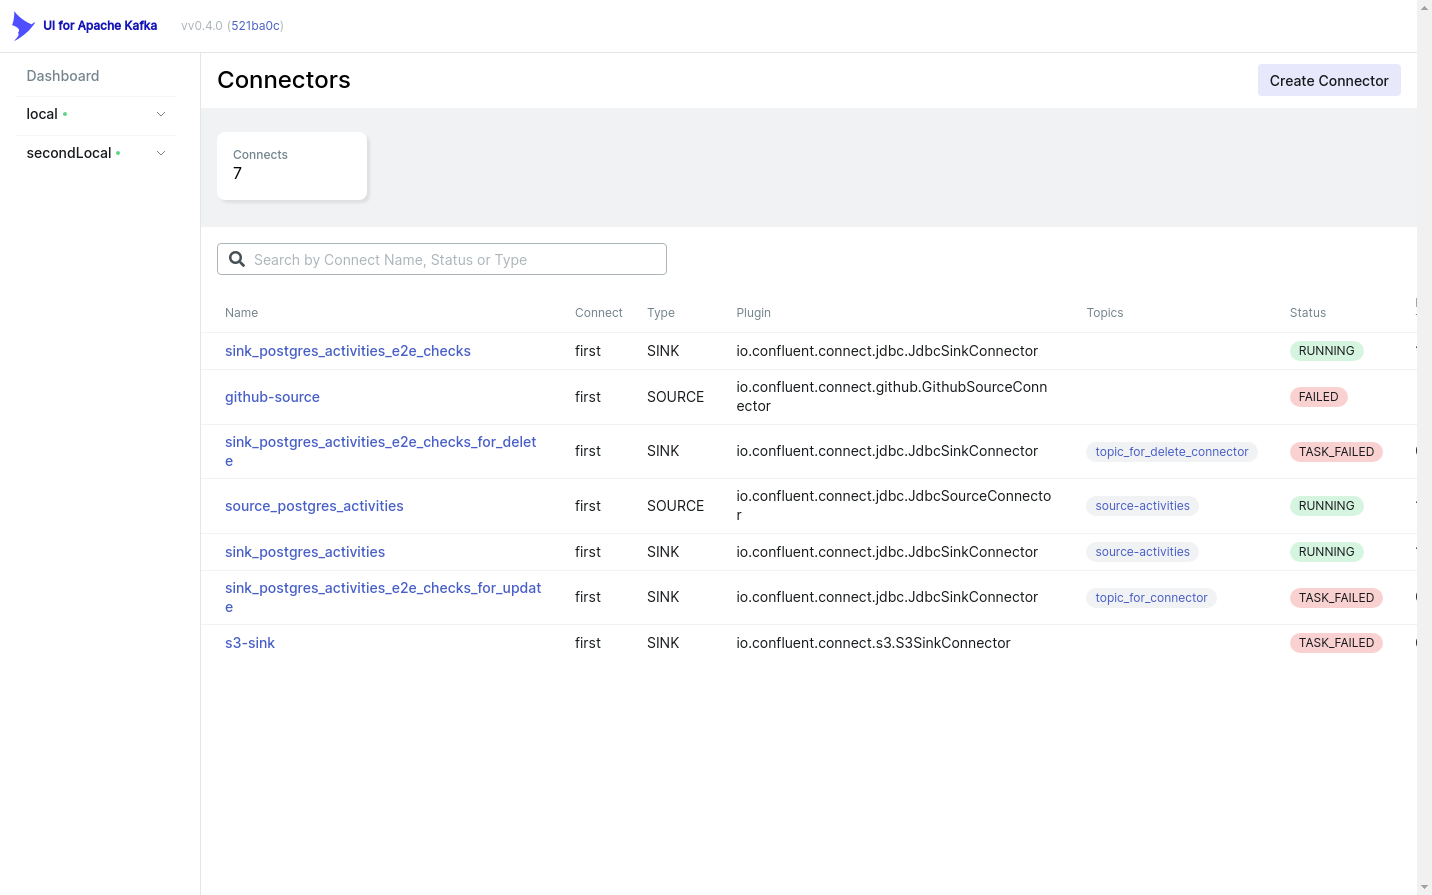 UI for Apache Kafka vv0.4.0 (521ba0c)
Dashboard
local
secondLocal
Connectors
Create Connector
Connects
7
Search by Connect Name, Status or Type
Name Connect Type Plugin Topics Status
sink_postgres_activities_e2e_checks first SINK io.confluent.connect.jdbc.JdbcSinkConnector RUNNING
github-source first SOURCE io.confluent.connect.github.GithubSourceConn
ector FAILED
sink_postgres_activities_e2e_checks_for_delet
e first SINK io.confluent.connect.jdbc.JdbcSinkConnector topic_for_delete_connector TASK_FAILED
source_postgres_activities first SOURCE io.confluent.connect.jdbc.JdbcSourceConnecto
r source-activities RUNNING
sink_postgres_activities first SINK io.confluent.connect.jdbc.JdbcSinkConnector source-activities RUNNING
sink_postgres_activities_e2e_checks_for_updat
e first SINK io.confluent.connect.jdbc.JdbcSinkConnector topic_for_connector TASK_FAILED
s3-sink first SINK io.confluent.connect.s3.S3SinkConnector TASK_FAILED